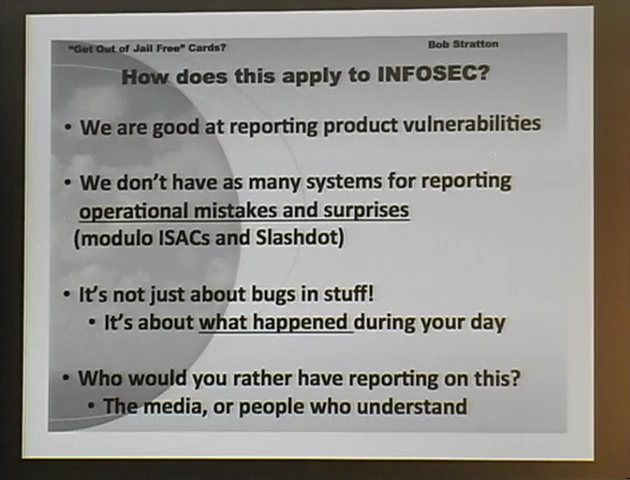 "Get Out of Jail Free" Cards?
Bob Stratton
How does this apply to INFOSEC?
• We are good at reporting product vulnerabilities
• We don't have as many systems for reporting
operational mistakes and surprises
(modulo ISACs and Slashdot)
• It's not just about bugs in stuff!
• It's about what happened during your day
• Who would you rather have reporting on this?
• The media, or people who understand